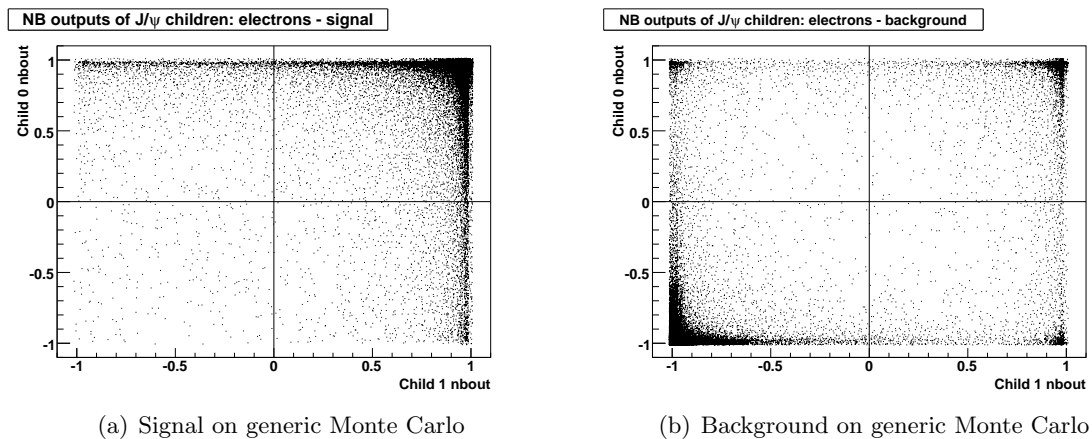 NB outputs of J/ψ children: electrons - signal
Child 0 nbout
1
0.5
0
-0.5
-1
-1
-0.5
0
0.5
1
Child 1 nbout
(a) Signal on generic Monte Carlo
NB outputs of J/ψ children: electrons - background
Child 0 nbout
1
0.5
0
-0.5
-1
-1
-0.5
0
0.5
1
Child 1 nbout
(b) Background on generic Monte Carlo